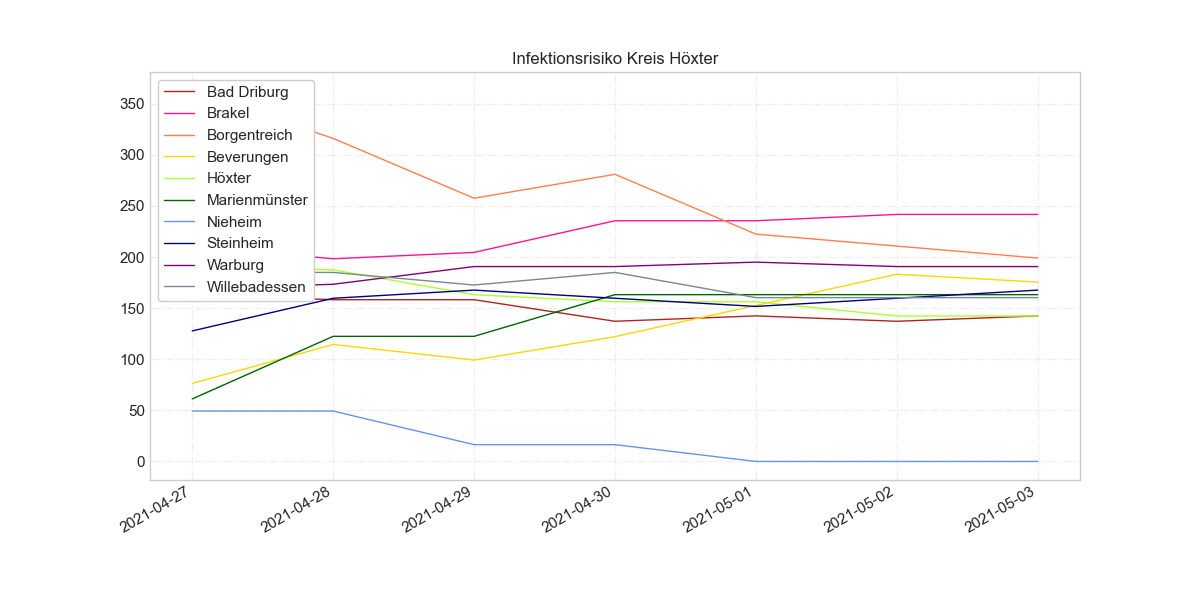 Infektionsrisiko Kreis Höxter
350
300
250
200
150
100
50
0
Bad Driburg
Brakel
Borgentreich
Beverungen
Höxter
Marienmünster
Nieheim
Steinheim
Warburg
Willebadessen
2021-04-27
2021-04-28
2021-04-29
2021-04-30
2021-05-01
2021-05-02
2021-05-03